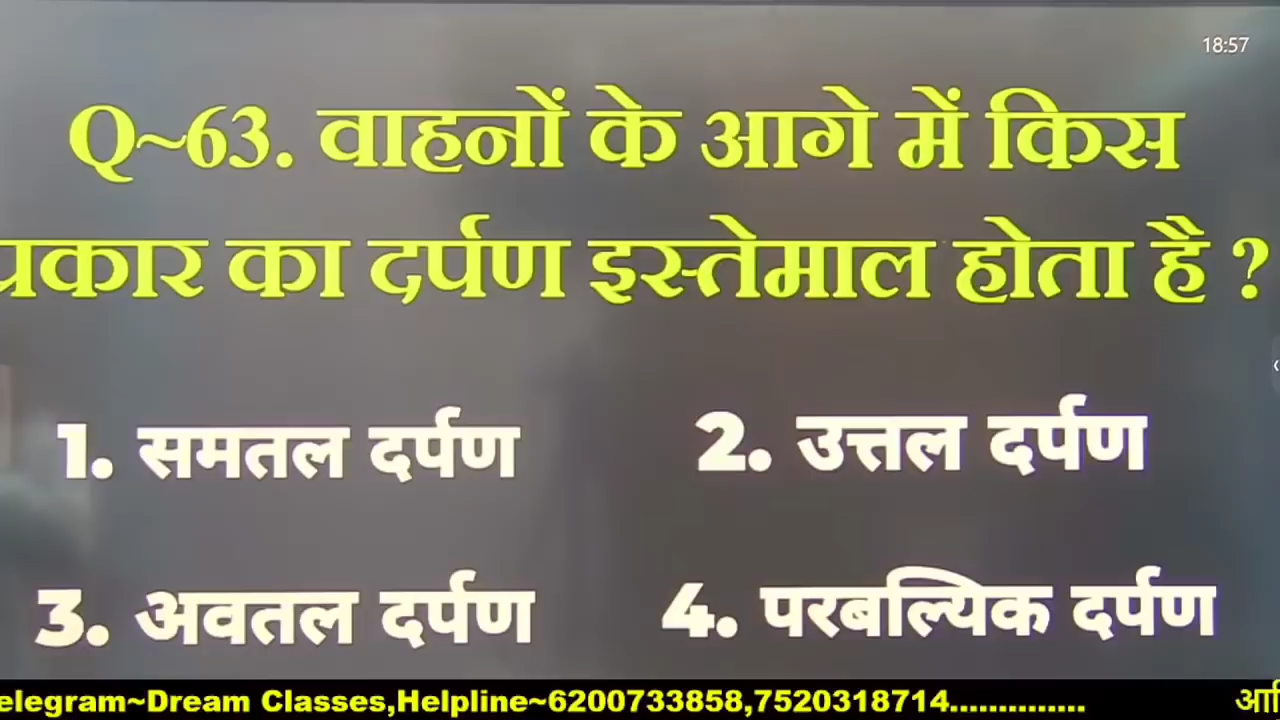 18:57
Q~63. वाहनों के आगे में किस
प्रकार का दर्पण इस्तेमाल होता है ?
1. समतल दर्पण
2. उत्तल दर्पण
3. अवतल दर्पण
4. परबल्यिक दर्पण
elegram~Dream Classes,Helpline~6200733858,7520318714..............